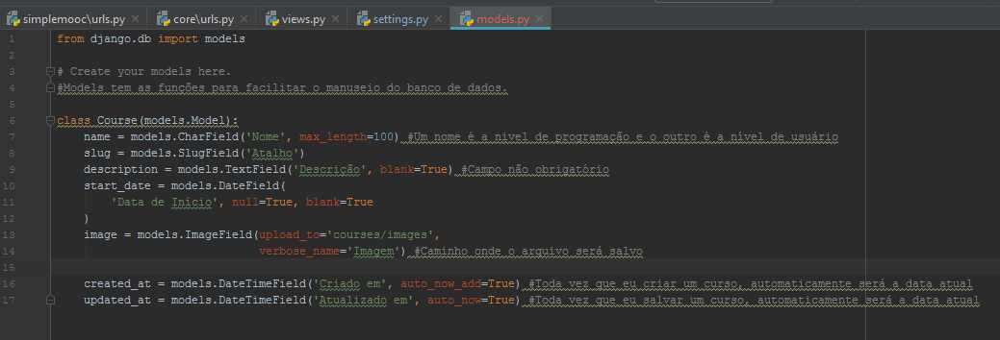 simplemooc\urls.py × core\urls.py × views.py × settings.py × models.py ×
1 from django.db import models
2
3 # Create your models here.
4 #Models tem as funções para facilitar o manuseio do banco de dados.
5
6 class Course(models.Model):
7 name = models.CharField('Nome', max_length=100) #Um nome é a nivel de programacão e o outro é a nível de usuário
8 slug = models.SlugField('Atalho')
9 description = models.TextField('Descrição', blank=True) #Campo não obrigatório
10 start_date = models.DateField(
11 'Data de Início', null=True, blank=True
12 )
13 image = models.ImageField(upload_to='courses/images',
14 verbose_name='Imagem') #Caminho onde o arquivo será salvo
15
16 created_at = models.DateTimeField('Criado em', auto_now_add=True) #Toda vez que eu criar um curso, automaticamente será a data atual
17 updated_at = models.DateTimeField('Atualizado em', auto_now=True) #Toda vez que eu salvar um curso, automaticamente será a data atual